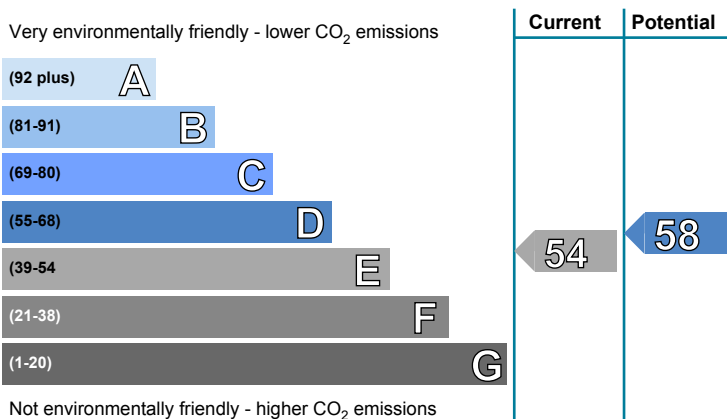 Very environmentally friendly - lower CO₂ emissions
Current
Potential
(92 plus) A
(81-91) B
(69-80) C
(55-68) D
(39-54 E
(21-38) F
(1-20) G
54
58
Not environmentally friendly - higher CO₂ emissions